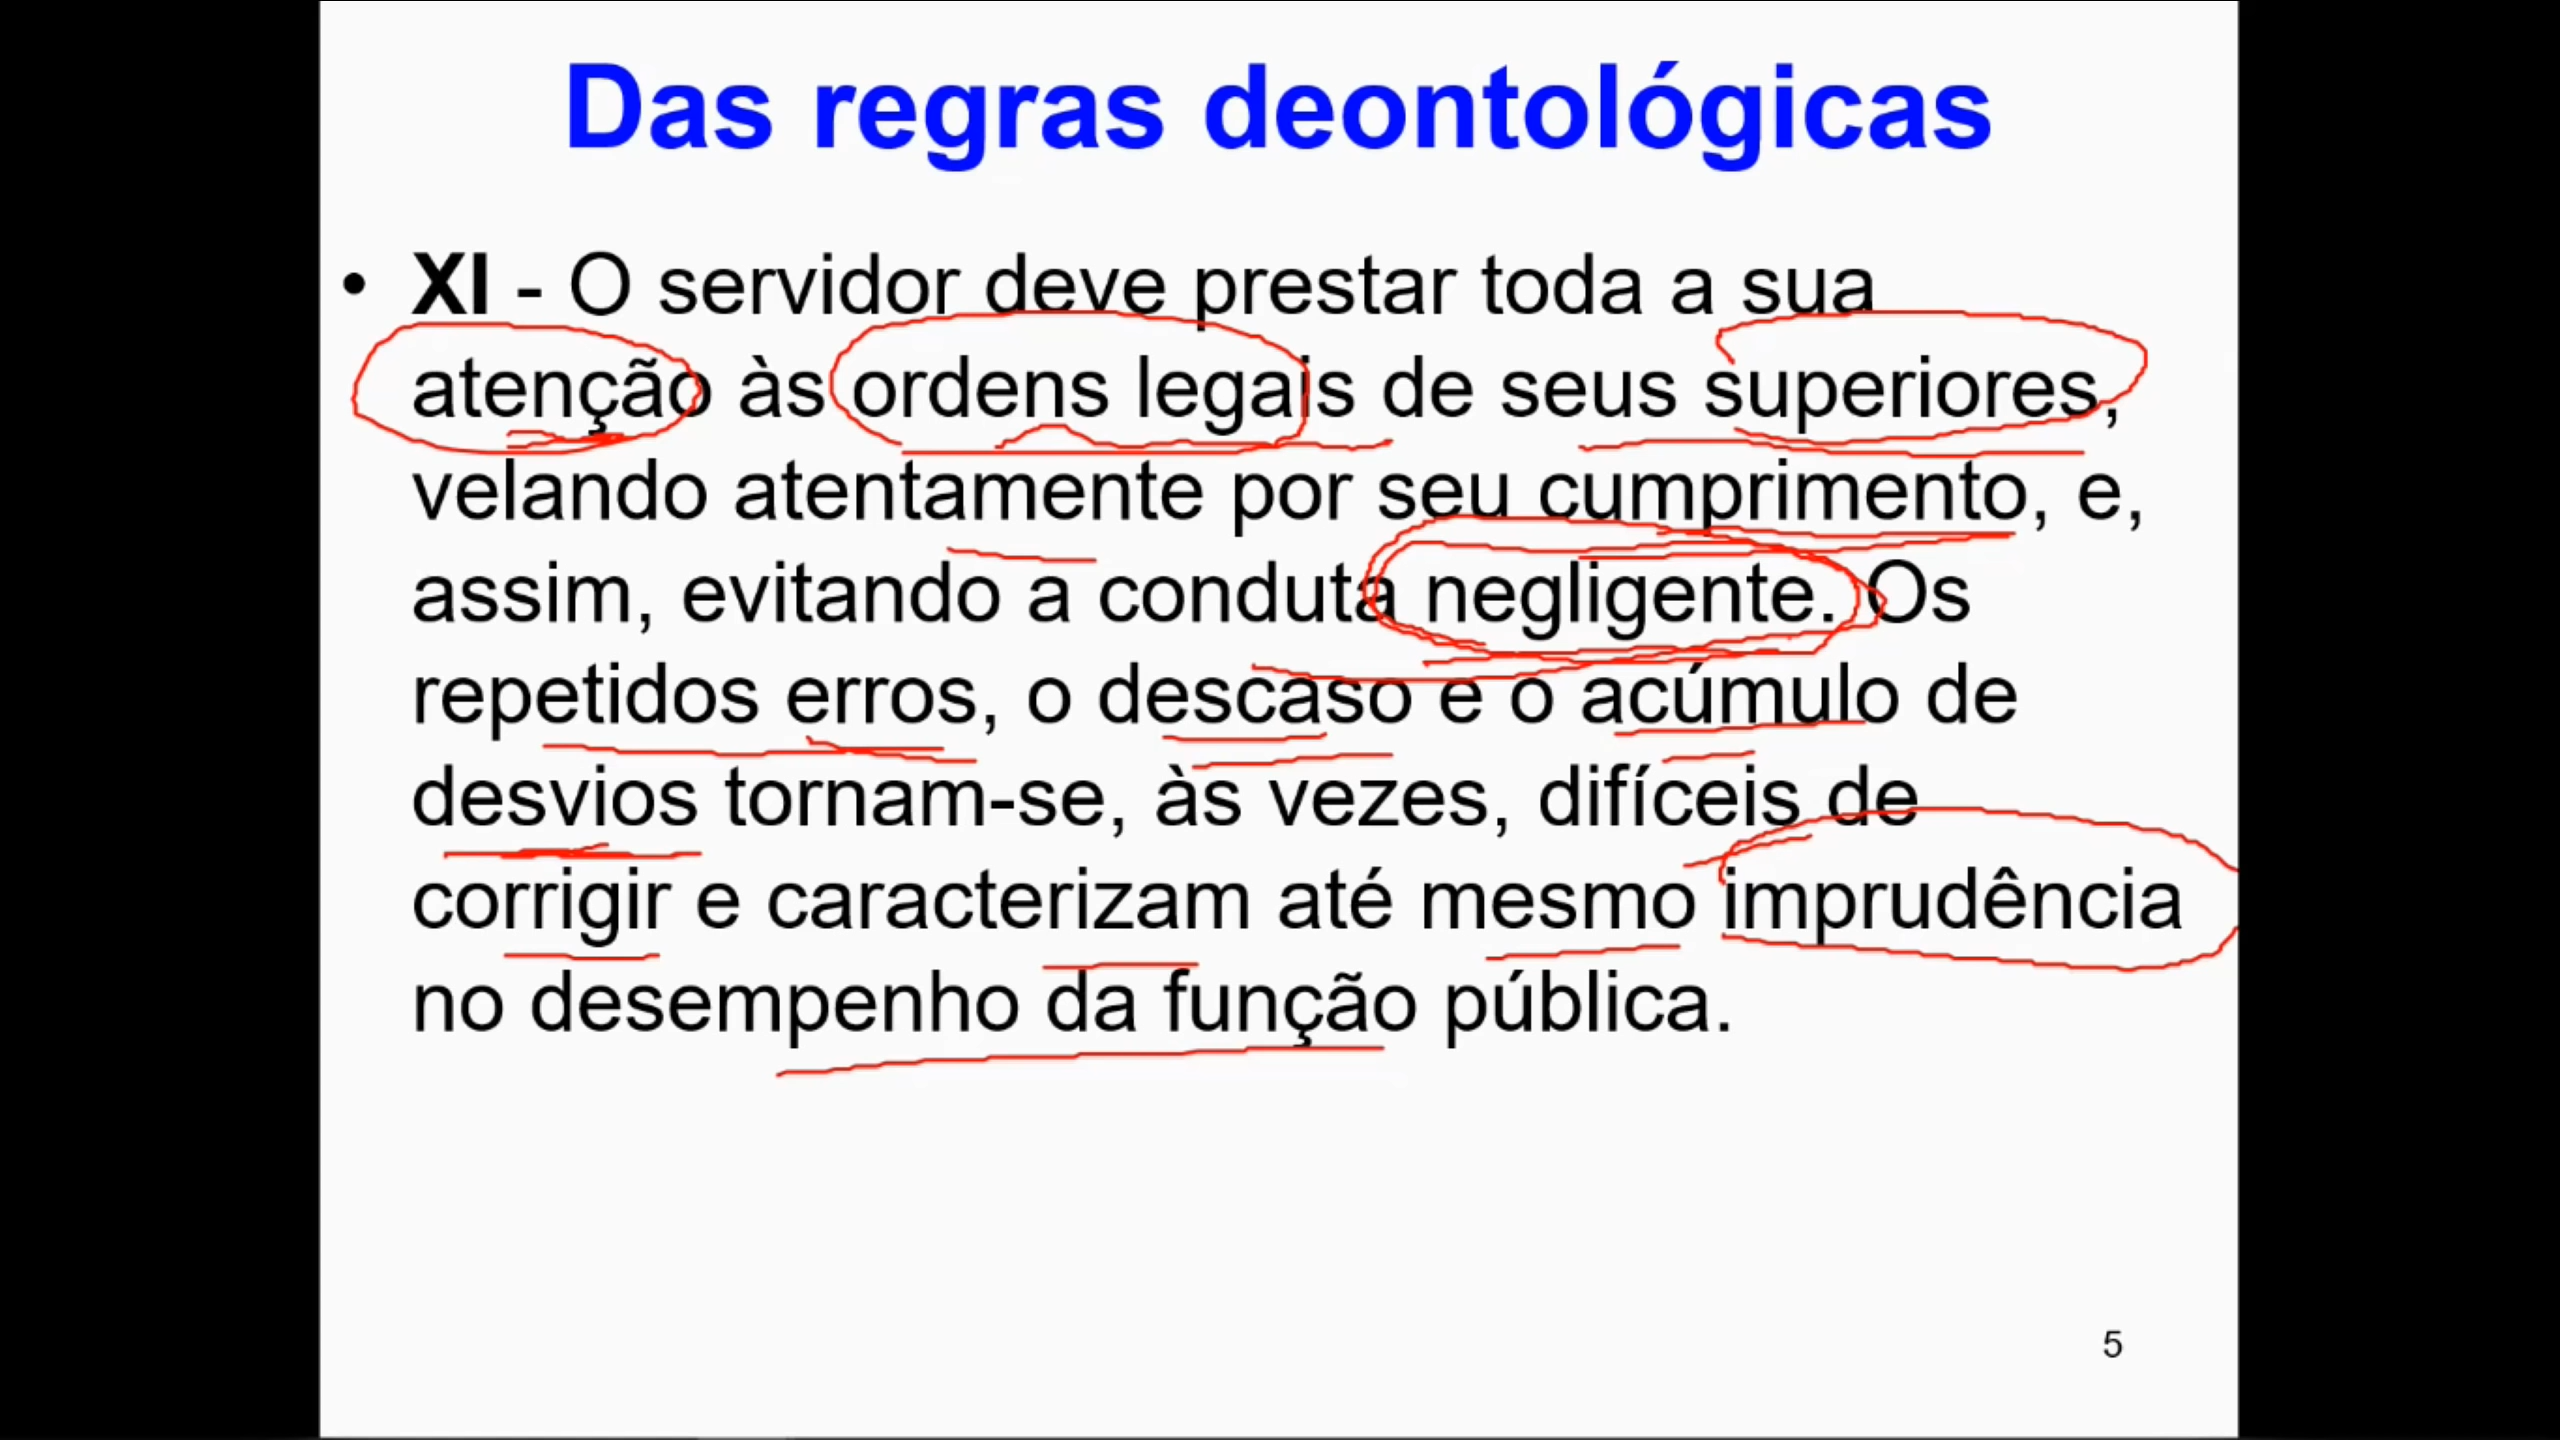 Das regras deontológicas
• XI - O servidor deve prestar toda a sua
atenção às ordens legais de seus superiores,
velando atentamente por seu cumprimento, e,
assim, evitando a conduta negligente. Os
repetidos erros, o descaso e o acúmulo de
desvios tornam-se, às vezes, difíceis de
corrigir e caracterizam até mesmo imprudência
no desempenho da função pública.
5